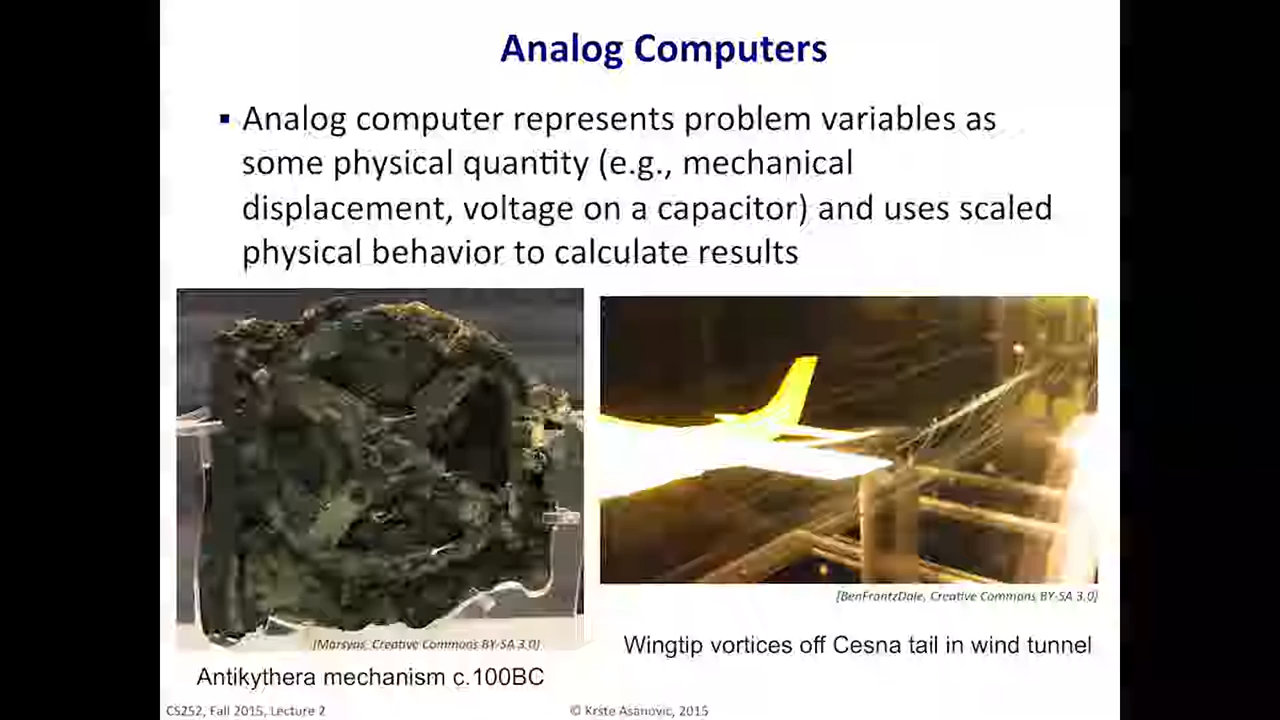 Analog Computers
▪ Analog computer represents problem variables as
some physical quantity (e.g., mechanical
displacement, voltage on a capacitor) and uses scaled
physical behavior to calculate results
[Marsyas, Creative Commons BY-SA 3.0]
Antikythera mechanism c.100BC
[BenFrantzDale, Creative Commons BY-SA 3.0]
Wingtip vortices off Cesna tail in wind tunnel
CS252, Fall 2015, Lecture 2
© Krste Asanovic, 2015